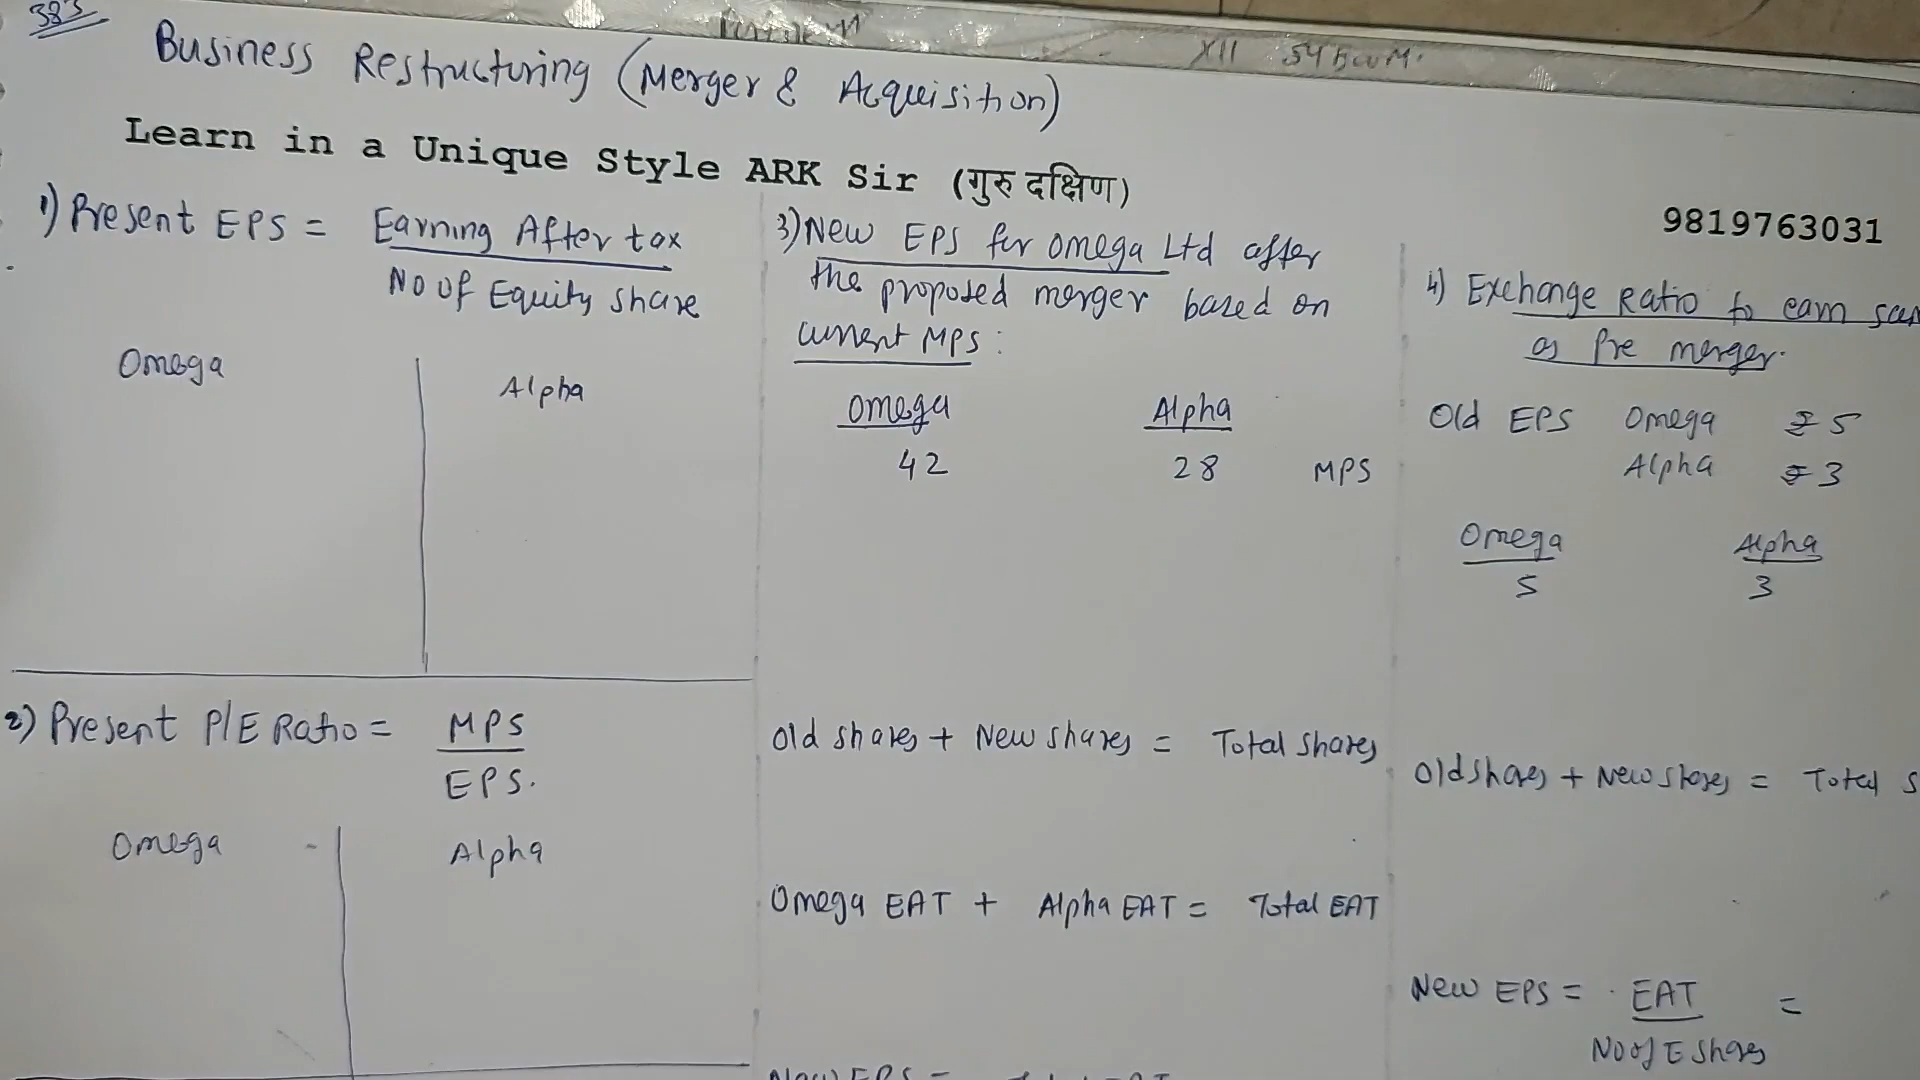 385
Business Restructuring (Merger & Acquisition)
XII
Learn in a Unique Style ARK Sir (गुरु दक्षिण)
9819763031
1) Present EPS = Earning After tax
No of Equity share
Omega
Alpha
2) Present P/E Ratio = MPS
EPS.
Omega
Alpha
3) New EPS for omega Ltd after
the proposed merger based on
current MPS:
Omega Alpha
42 28 MPS
Old shares + New shares = Total shares
Omega EAT + Alpha EAT = Total EAT
New EPS =
4) Exchange Ratio to earn
as Pre merger.
Old EPS Omega ₹ 5
Alpha ₹ 3
Omega Alpha
5 3
Old shares + New shares = Total S
New EPS = EAT =
No of E shares